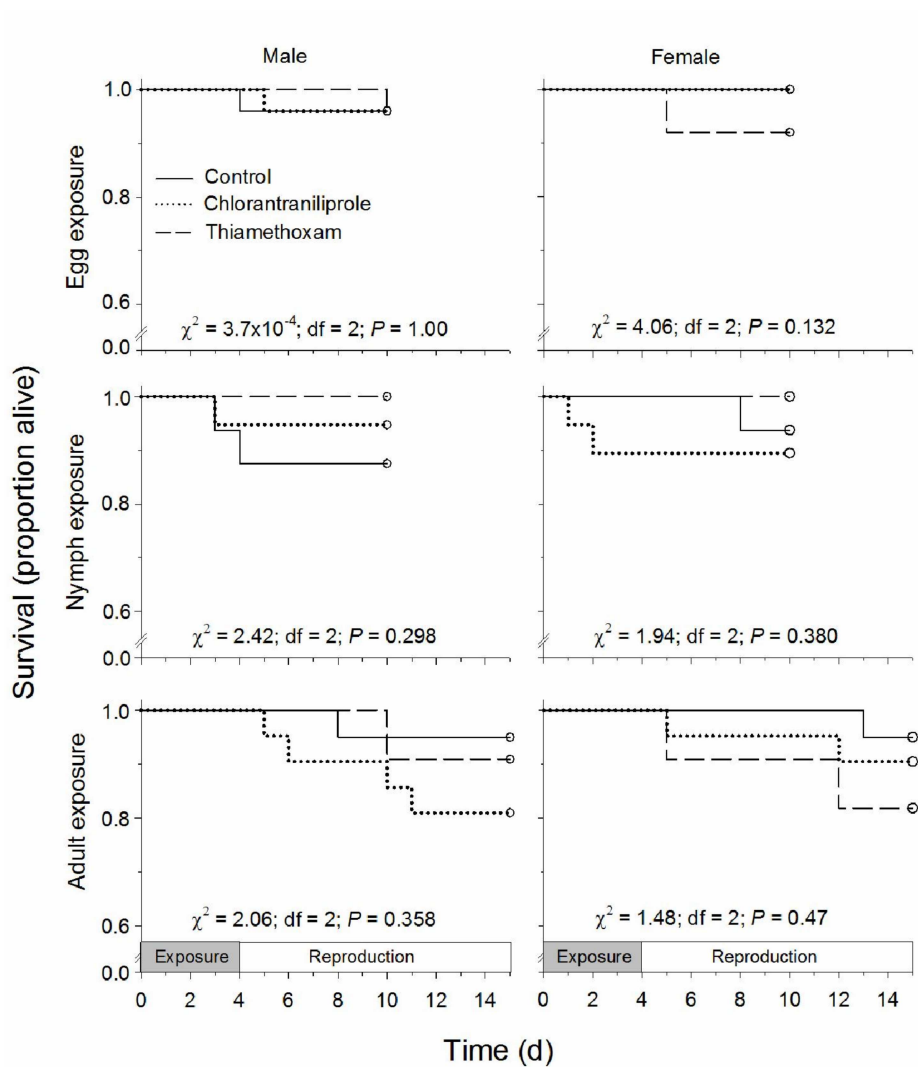 Male
Female
Survival (proportion alive)
Egg exposure
1.0
0.8
0.6
0.0
Control
Chlorantraniliprole
Thiamethoxam
χ² = 3.7x10⁻⁴; df = 2; P = 1.00
χ² = 4.06; df = 2; P = 0.132
Nymph exposure
1.0
0.8
0.6
0.0
χ² = 2.42; df = 2; P = 0.298
χ² = 1.94; df = 2; P = 0.380
Adult exposure
1.0
0.8
0.6
0.0
χ² = 2.06; df = 2; P = 0.358
χ² = 1.48; df = 2; P = 0.47
Exposure Reproduction
Exposure Reproduction
0 2 4 6 8 10 12 14
0 2 4 6 8 10 12 14
Time (d)